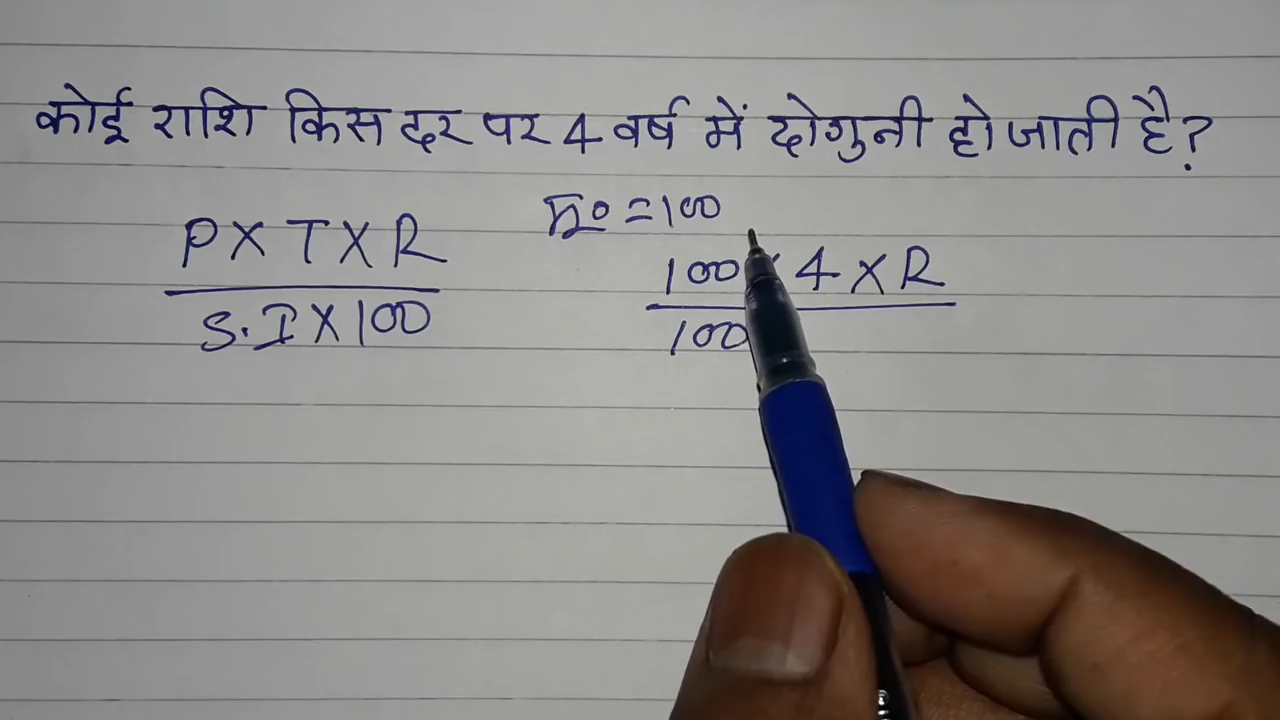 कोई राशि किस दर पर 4 वर्ष में दोगुनी हो जाती है?
मू० = 100
P X T X R
S.I X 100
100 × 4 X R
100